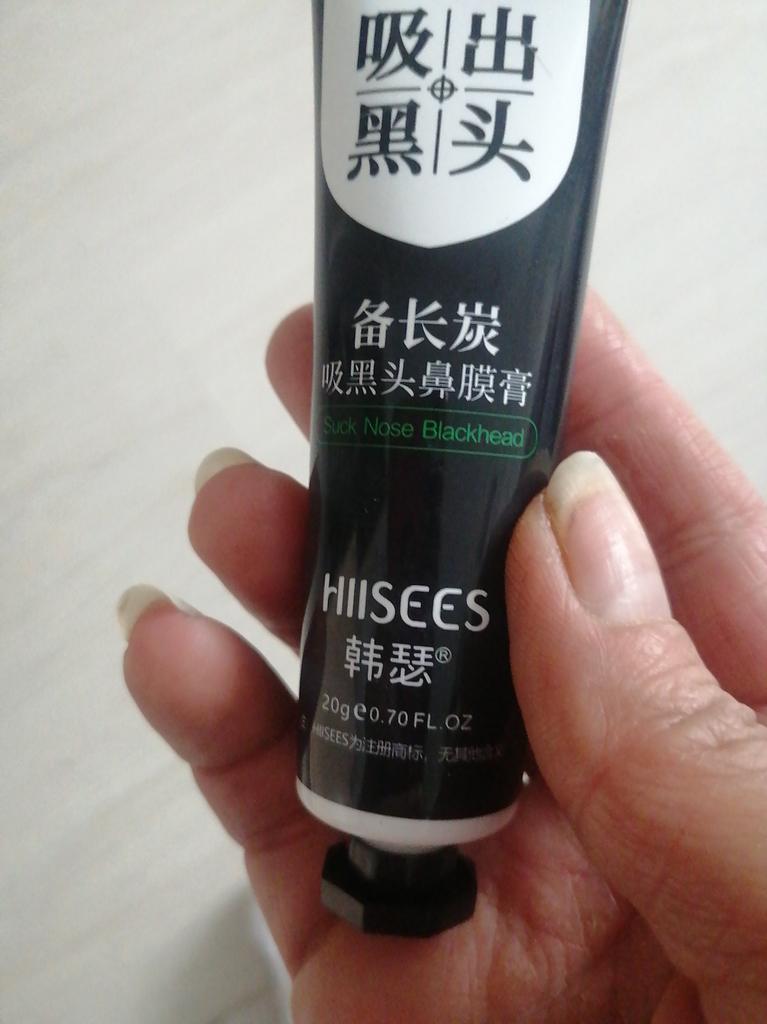 吸出
黑头
备长炭
吸黑头鼻膜膏
Suck Nose Blackhead
HIISEES
韩瑟®
20g e 0.70 FL.OZ
HIISEES为注册商标，无其他含义